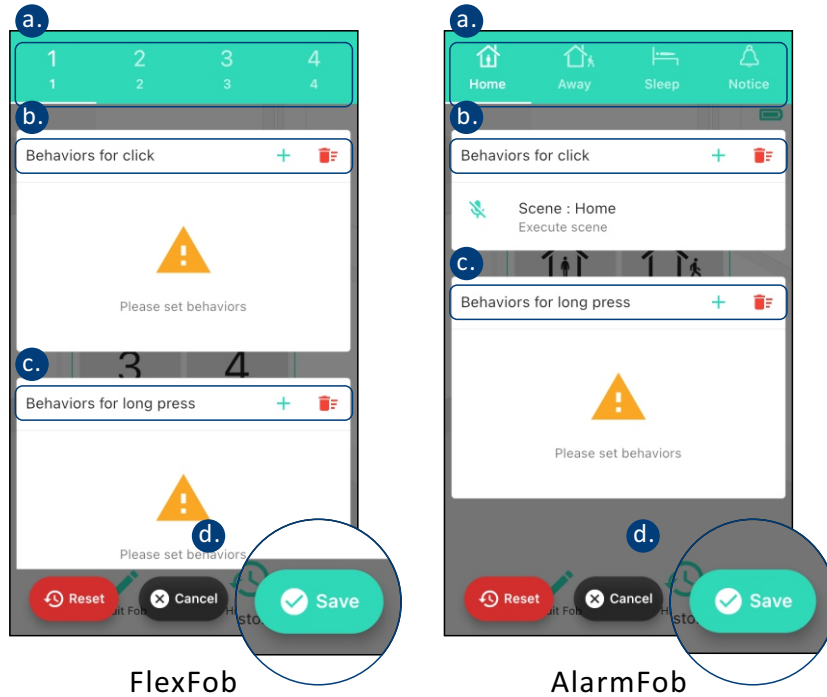 a.
1 2 3 4
1 2 3 4
b.
Behaviors for click
Please set behaviors
3 4
c.
Behaviors for long press
d.
Please set behaviors
Reset
Cancel
Save
FlexFob
a.
Home Away Sleep Notice
b.
Behaviors for click
Scene : Home
Execute scene
c.
Behaviors for long press
Please set behaviors
d.
Reset
Cancel
Save
AlarmFob